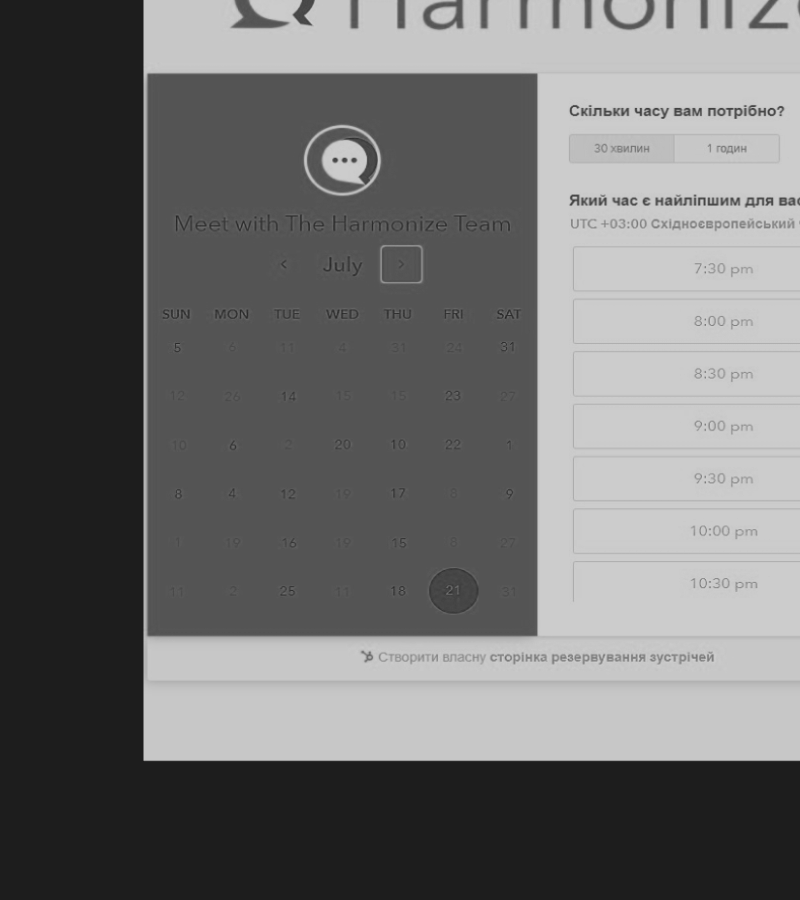 Harmonize
Meet with The Harmonize Team
< July >
SUN MON TUE WED THU FRI SAT
5 6 11 4 31 24 31
12 26 14 15 15 23 27
10 6 2 20 10 22 1
8 4 12 19 17 8 9
1 19 16 19 15 8 27
11 2 25 11 18 21 31
Скільки часу вам потрібно?
30 хвилин 1 годин
Який час є найліпшим для вас
UTC +03:00 Східноєвропейський
7:30 pm
8:00 pm
8:30 pm
9:00 pm
9:30 pm
10:00 pm
10:30 pm
Створити власну сторінка резервування зустрічей